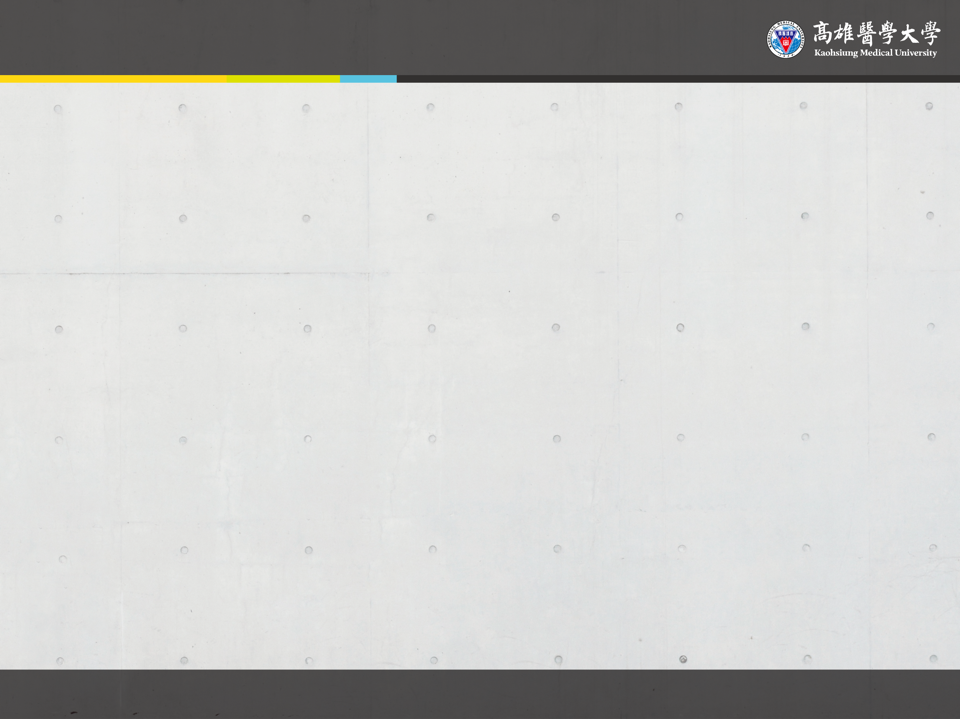 高雄醫學大學
Kaohsiung Medical University